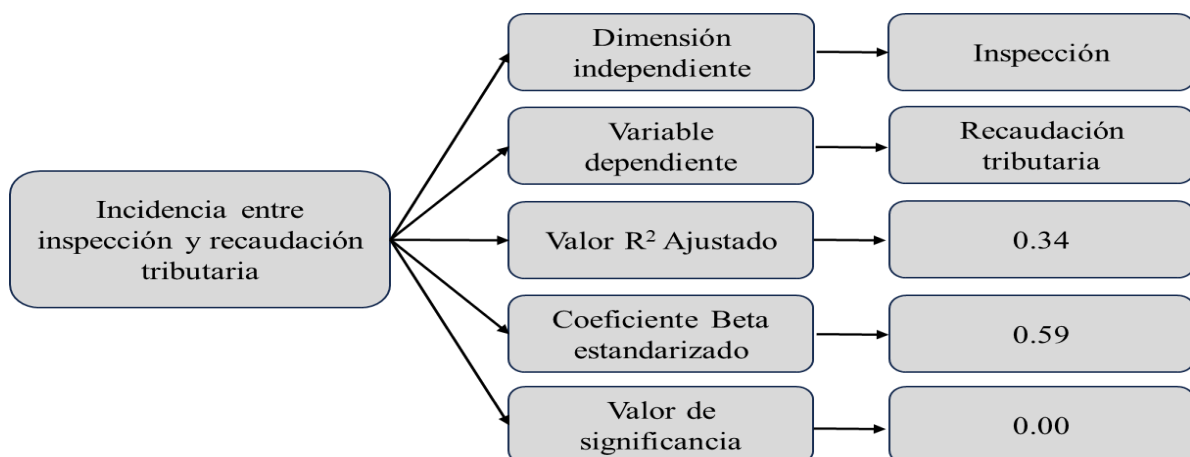 Dimensión
independiente
Inspección
Variable
dependiente
Recaudación
tributaria
Incidencia entre
inspección y recaudación
tributaria
Valor R² Ajustado
0.34
Coeficiente Beta
estandarizado
0.59
Valor de
significancia
0.00